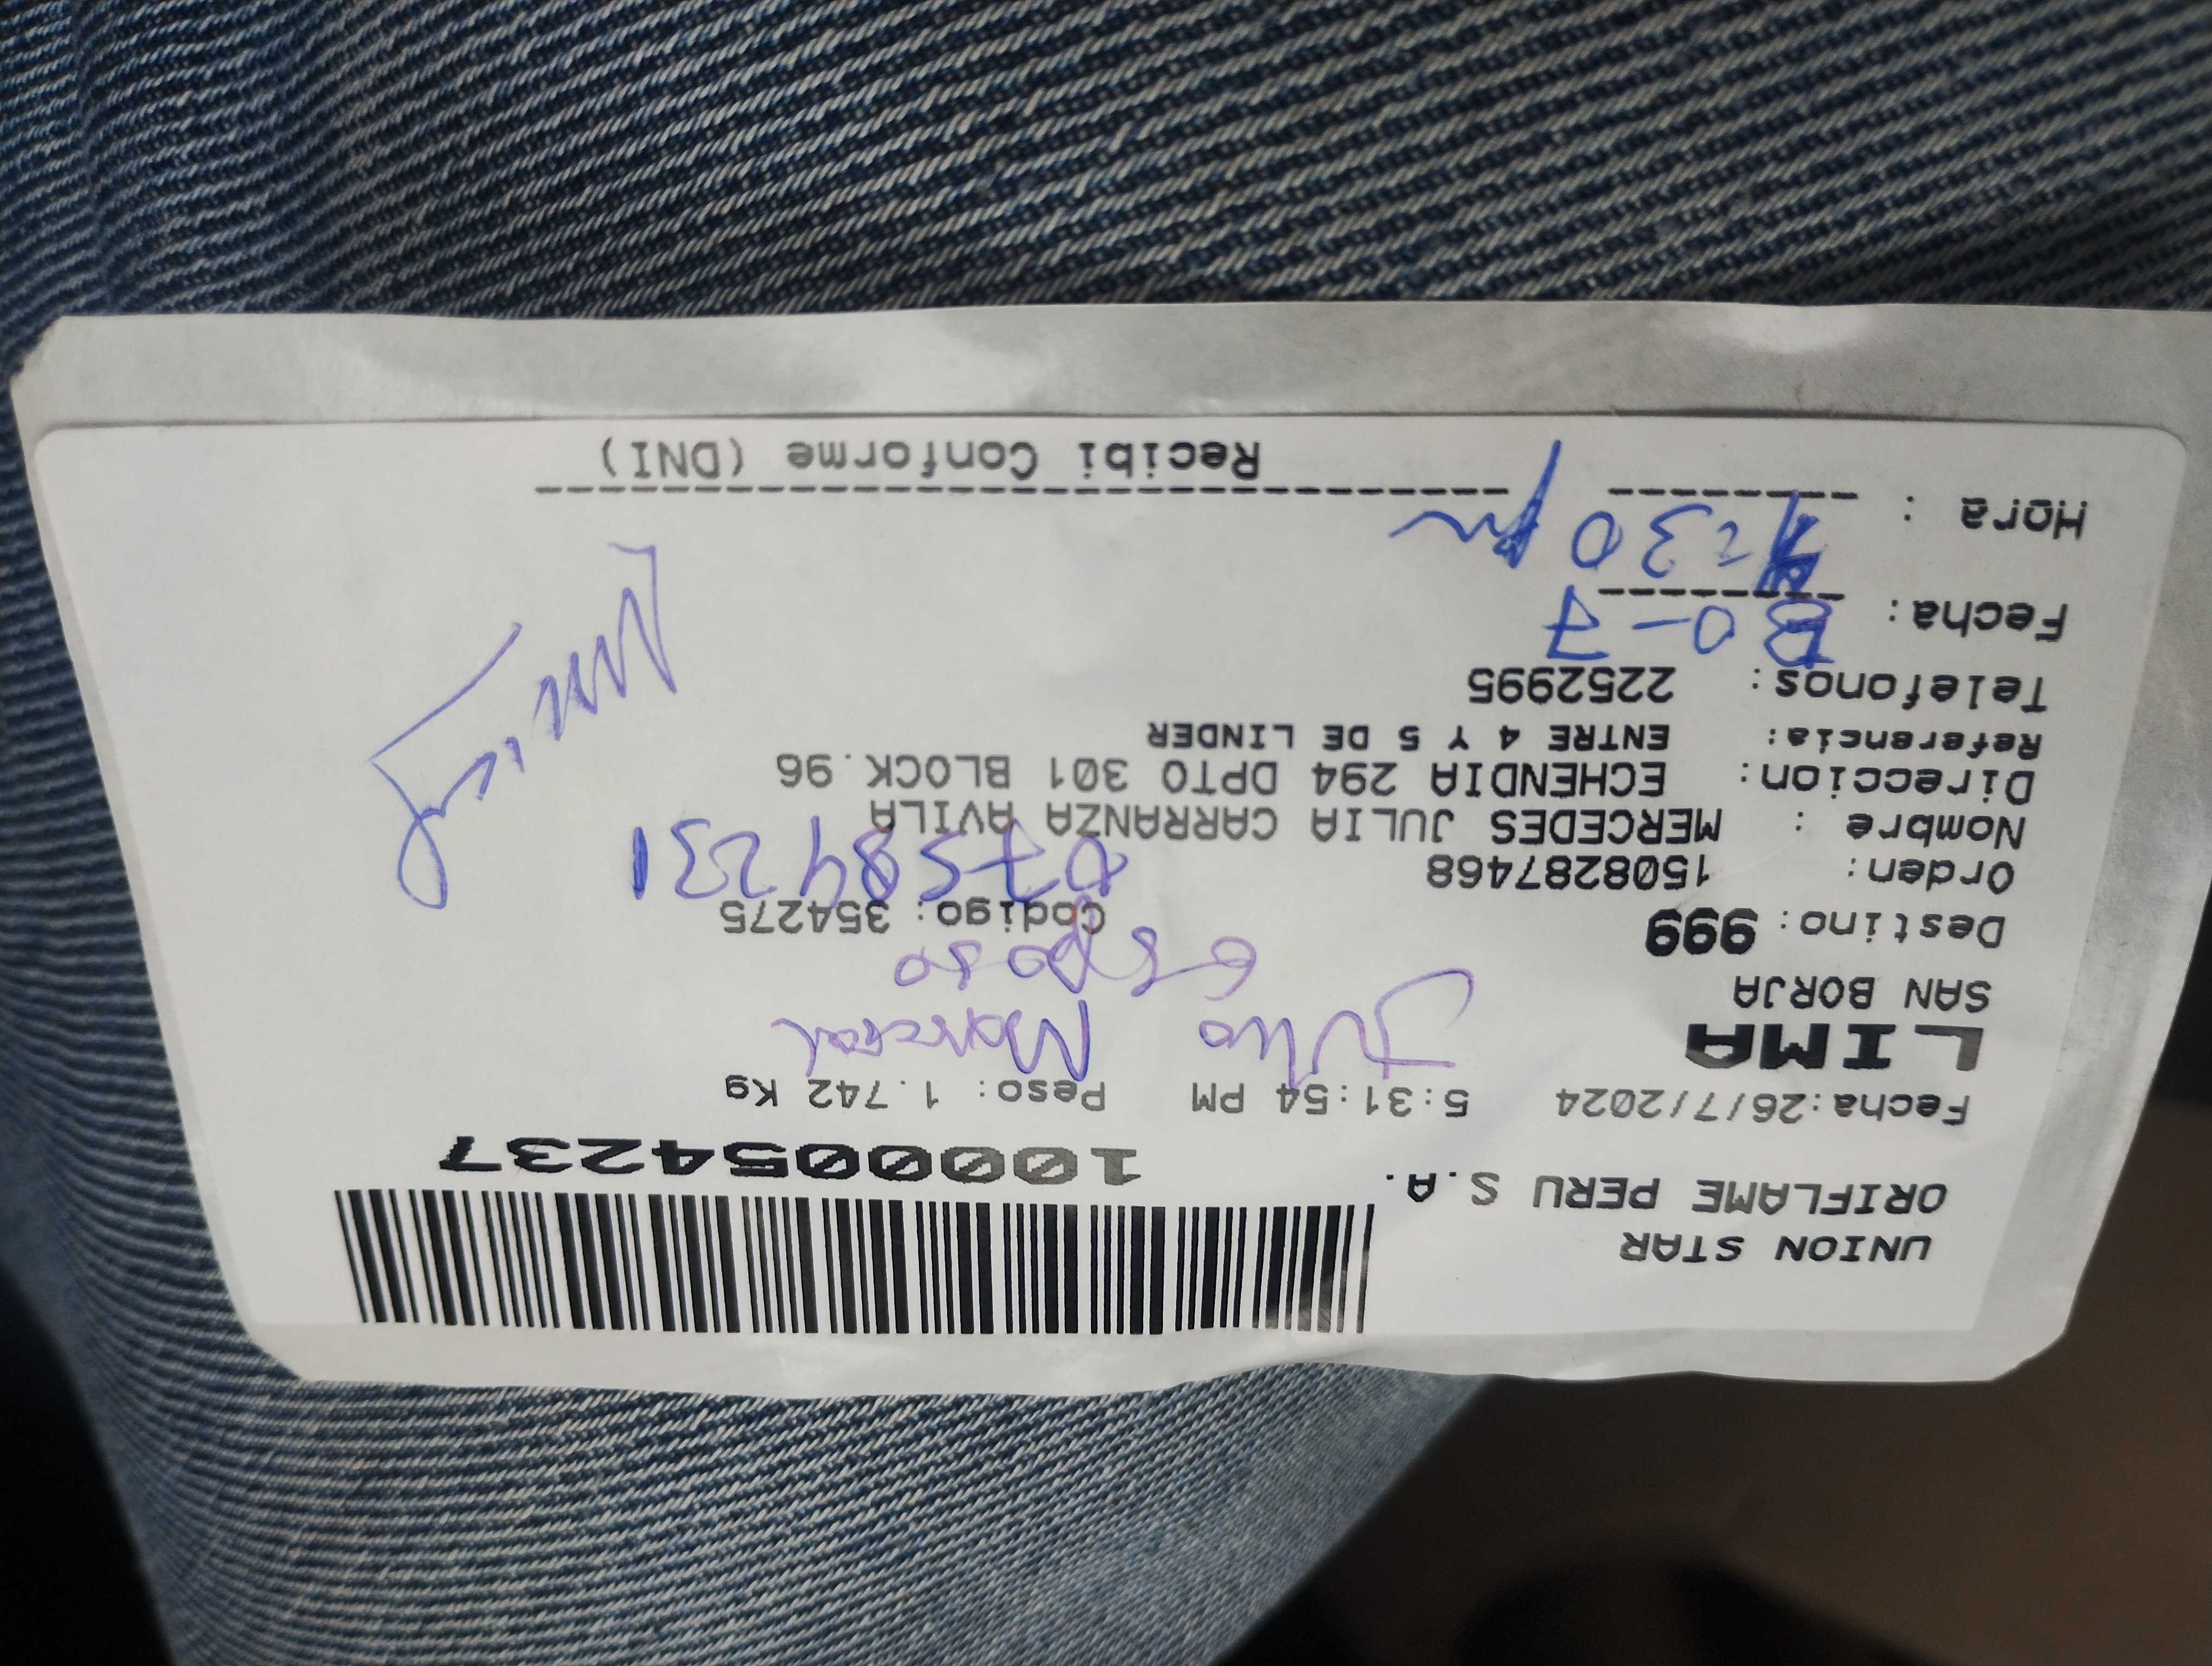 UNION STAR
ORIFLAME PERU S.A.
1000054237
Fecha:26/7/2024 5:31:54 PM Peso: 1.742 Kg
LIMA
Julio Mariscal
SAN BORJA
esposo
Destino: 999 Codigo: 354275
Orden: 1508287468
07584231
Nombre : MERCEDES JULIA CARRANZA AVILA
Direccion: ECHENDIA 294 DPTO 301 BLOCK.96
Referencia: ENTRE 4 Y 5 DE LINDER
Telefonos: 2252995
Fecha: 30-7
Hora : :30 pm
Recibi Conforme (DNI)